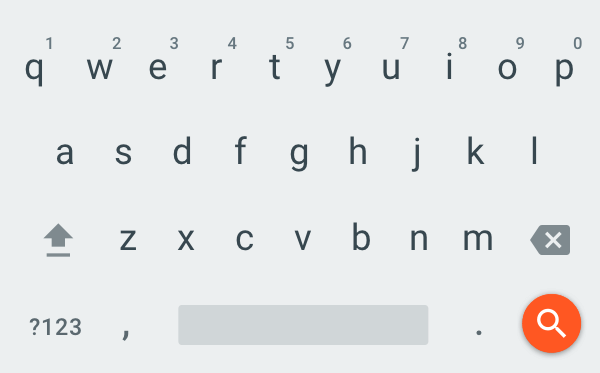 1 2 3 4 5 6 7 8 9 0
q w e r t y u i o p
a s d f g h j k l
z x c v b n m
?123 , .